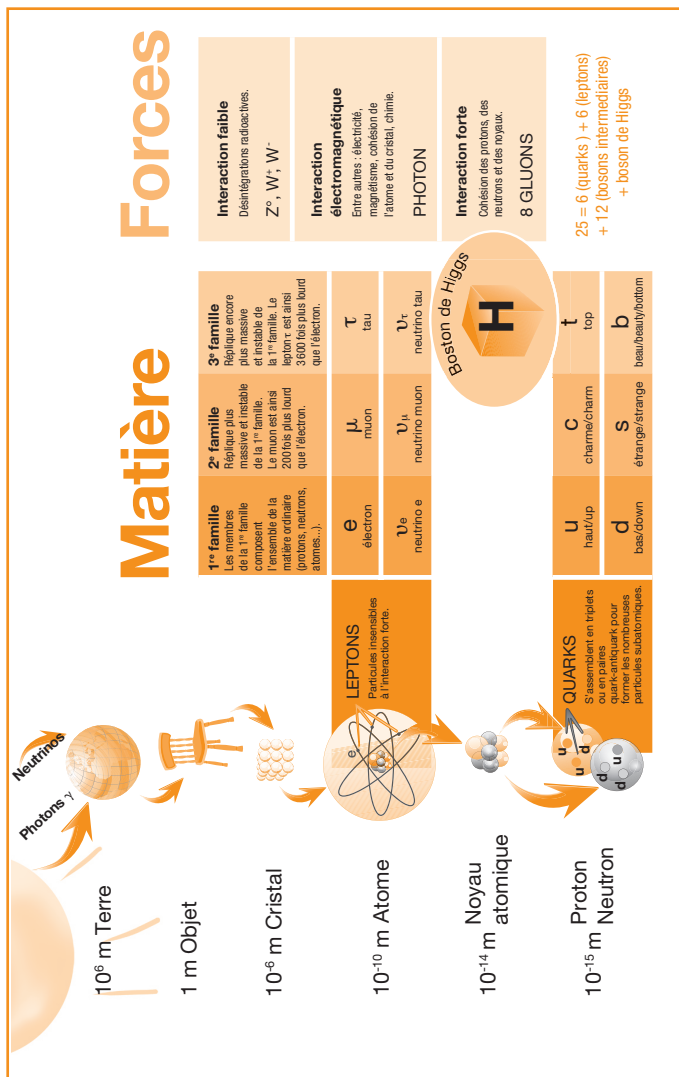 Neutrinos
Photons γ
10⁶ m Terre
1 m Objet
10⁻⁶ m Cristal
10⁻¹⁰ m Atome
10⁻¹⁴ m Noyau
atomique
10⁻¹⁵ m Proton
Neutron
e
u
u
d
d
u
d
Matière
1ʳᵉ famille
Les membres
de la 1ʳᵉ famille
composent
l'ensemble de la
matière ordinaire
(protons, neutrons,
atomes...).
2ᵉ famille
Réplique plus
massive et instable
de la 1ʳᵉ famille.
Le muon est ainsi
200 fois plus lourd
que l'électron.
3ᵉ famille
Réplique encore
plus massive
et instable de
la 1ʳᵉ famille. Le
lepton τ est ainsi
3 600 fois plus lourd
que l'électron.
LEPTONS
Particules insensibles
à l'interaction forte.
e
électron
μ
muon
τ
tau
νe
neutrino e
νμ
neutrino muon
ντ
neutrino tau
Boston de Higgs
H
QUARKS
S'assemblent en triplets
ou en paires
quark-antiquark pour
former les nombreuses
particules subatomiques.
u
haut/up
c
charme/charm
t
top
d
bas/down
s
étrange/strange
b
beau/beauty/bottom
Forces
Interaction faible
Désintégrations radioactives.
Z°, W⁺, W⁻
Interaction
électromagnétique
Entre autres : électricité,
magnétisme, cohésion de
l'atome et du cristal, chimie.
PHOTON
Interaction forte
Cohésion des protons, des
neutrons et des noyaux.
8 GLUONS
25 = 6 (quarks ) + 6 (leptons)
+ 12 (bosons intermediaires)
+ boson de Higgs